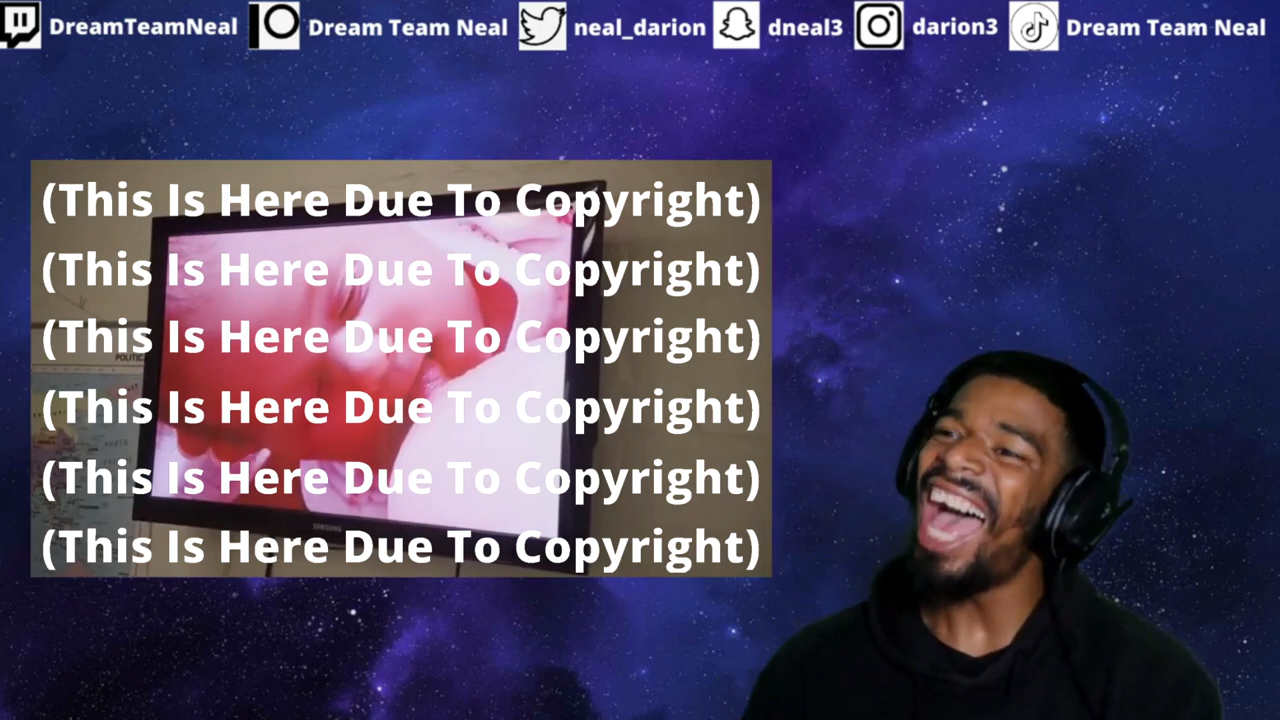 DreamTeamNeal Dream Team Neal neal_darion dneal3 darion3 Dream Team Neal
(This Is Here Due To Copyright)
(This Is Here Due To Copyright)
(This Is Here Due To Copyright)
POLITIC
(This Is Here Due To Copyright)
(This Is Here Due To Copyright)
SAMSUNG
(This Is Here Due To Copyright)